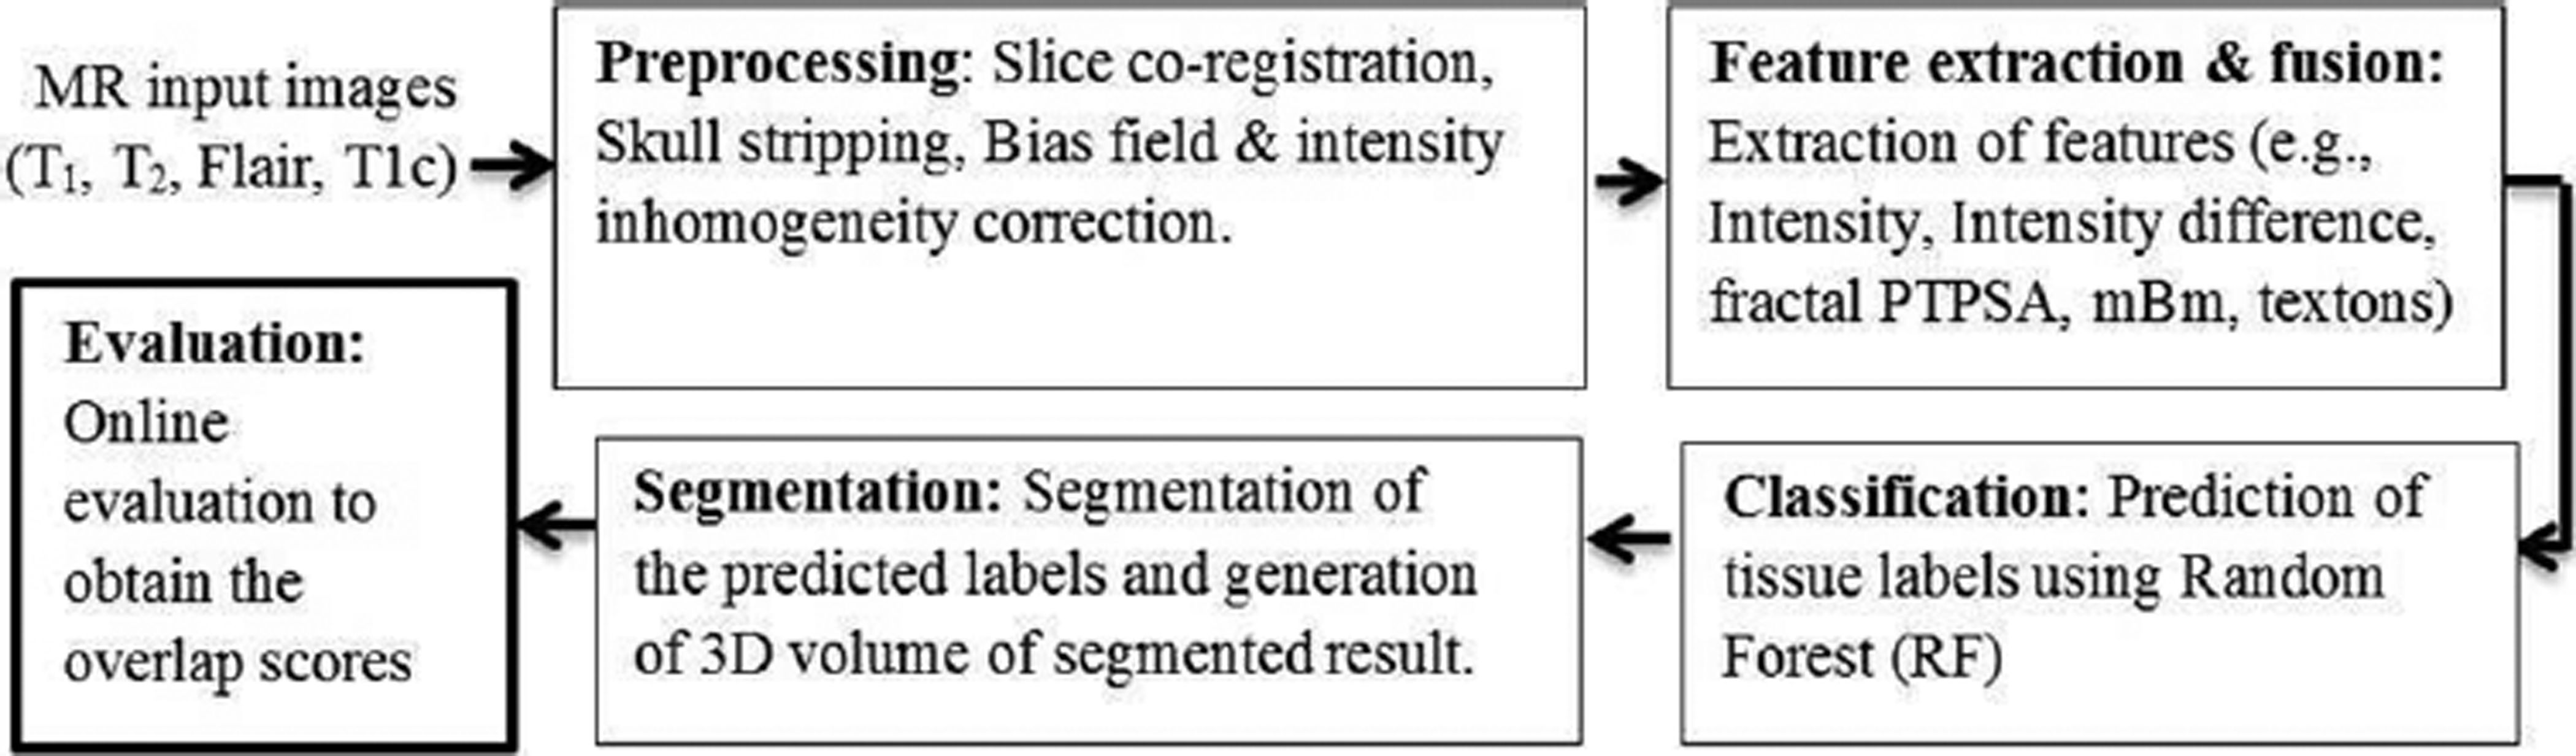 MR input images
(T₁, T₂, Flair, T1c)
Preprocessing: Slice co-registration,
Skull stripping, Bias field & intensity
inhomogeneity correction.
Feature extraction & fusion:
Extraction of features (e.g.,
Intensity, Intensity difference,
fractal PTPSA, mBm, textons)
Classification: Prediction of
tissue labels using Random
Forest (RF)
Segmentation: Segmentation of
the predicted labels and generation
of 3D volume of segmented result.
Evaluation:
Online
evaluation to
obtain the
overlap scores